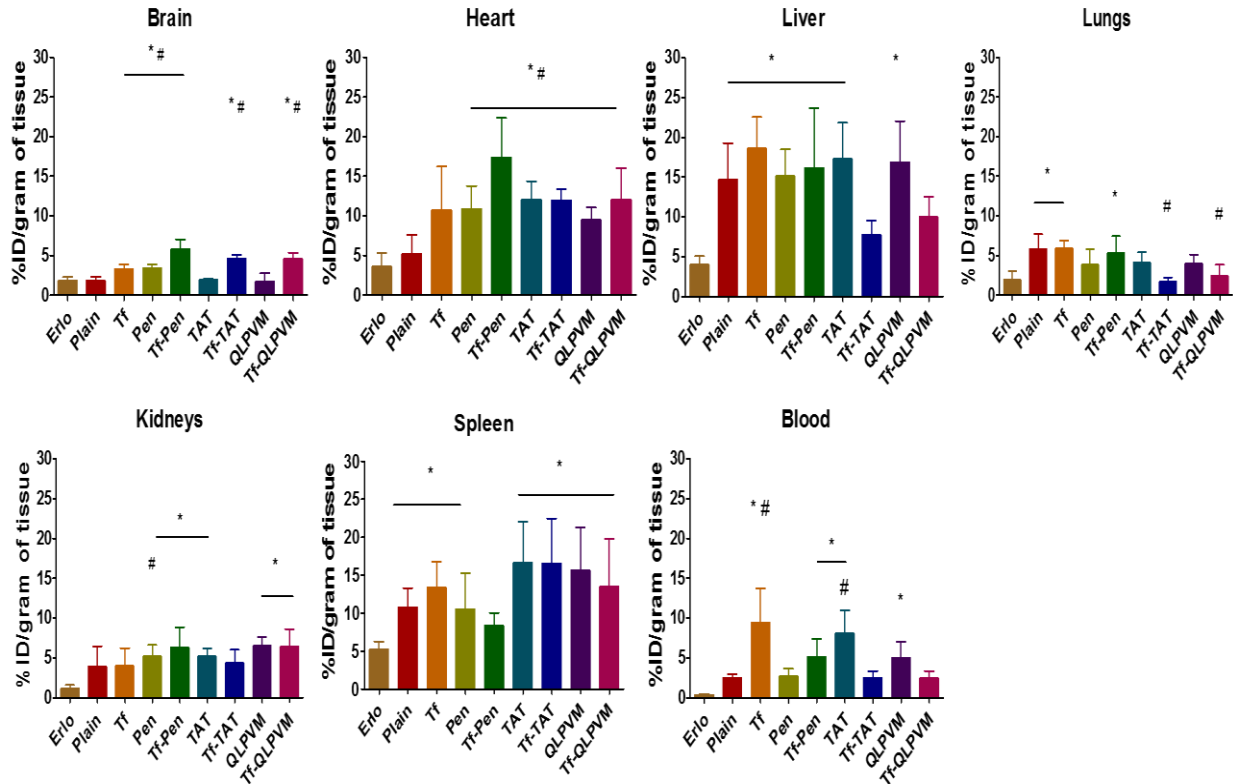 Brain
* #
* #
* #
%ID/gram of tissue
30
25
20
15
10
5
0
Erlo
Plain
Tf
Pen
Tf-Pen
TAT
Tf-TAT
QLPVM
Tf-QLPVM
Heart
* #
%ID/gram of tissue
30
25
20
15
10
5
0
Erlo
Plain
Tf
Pen
Tf-Pen
TAT
Tf-TAT
QLPVM
Tf-QLPVM
Liver
*
*
%ID/gram of tissue
30
25
20
15
10
5
0
Erlo
Plain
Tf
Pen
Tf-Pen
TAT
Tf-TAT
QLPVM
Tf-QLPVM
Lungs
*
*
#
#
% ID/gram of tissue
30
25
20
15
10
5
0
Erlo
Plain
Tf
Pen
Tf-Pen
TAT
Tf-TAT
QLPVM
Tf-QLPVM
Kidneys
*
#
*
% ID/gram of tissue
30
25
20
15
10
5
0
Erlo
Plain
Tf
Pen
Tf-Pen
TAT
Tf-TAT
QLPVM
Tf-QLPVM
Spleen
*
*
%ID/gram of tissue
30
25
20
15
10
5
0
Erlo
Plain
Tf
Pen
Tf-Pen
TAT
Tf-TAT
QLPVM
Tf-QLPVM
Blood
* #
*
#
*
%ID/gram of tissue
30
25
20
15
10
5
0
Erlo
Plain
Tf
Pen
Tf-Pen
TAT
Tf-TAT
QLPVM
Tf-QLPVM